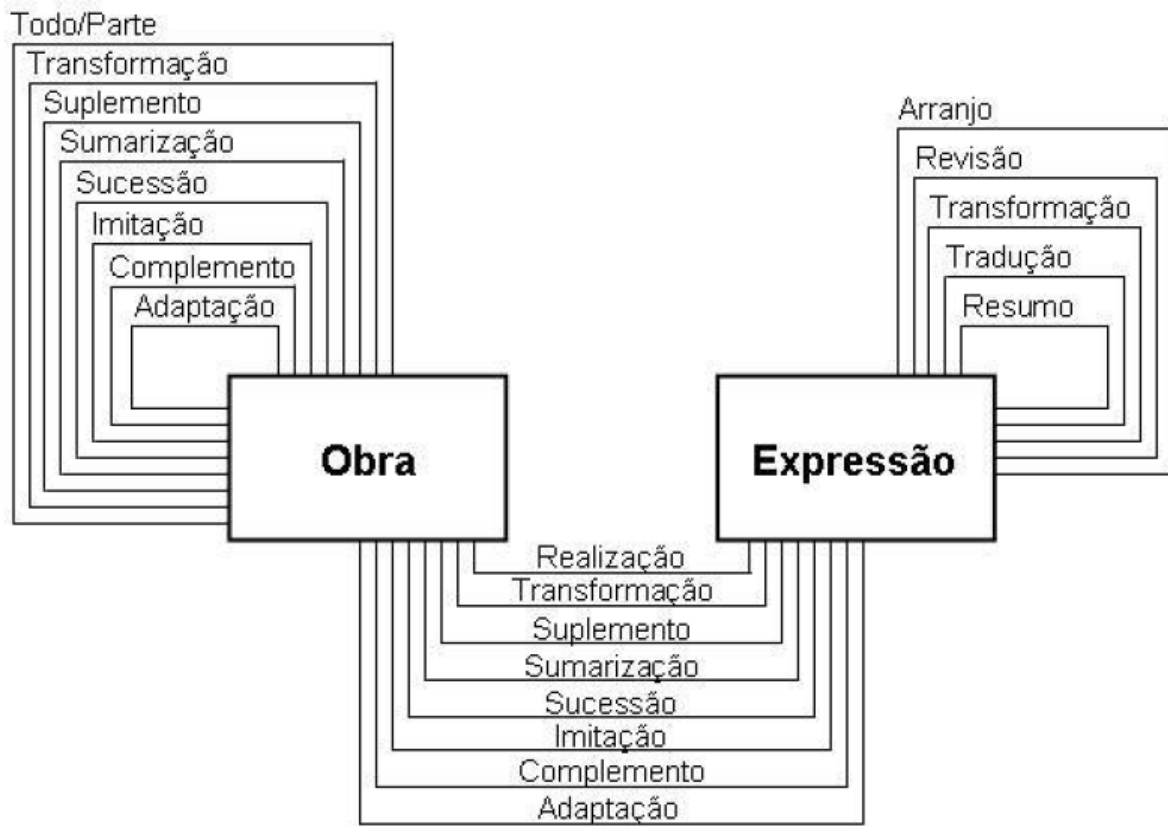 Todo/Parte
Transformação
Suplemento
Sumarização
Sucessão
Imitação
Complemento
Adaptação
Arranjo
Revisão
Transformação
Tradução
Resumo
Obra
Expressão
Realização
Transformação
Suplemento
Sumarização
Sucessão
Imitação
Complemento
Adaptação